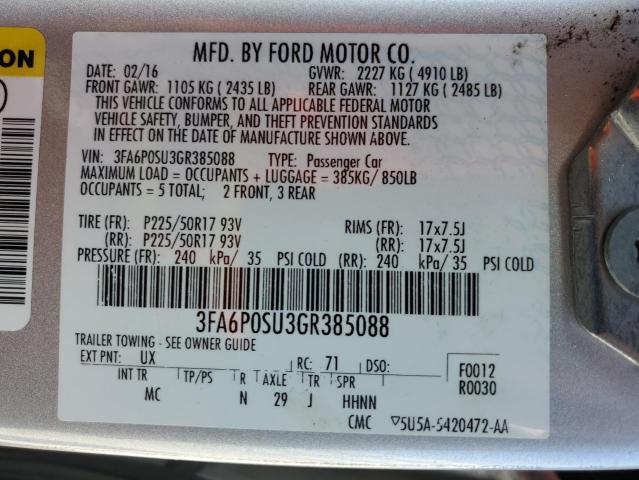 ON
MFD. BY FORD MOTOR CO.
DATE: 02/16 GVWR: 2227 KG (4910 LB)
FRONT GAWR: 1105 KG (2435 LB) REAR GAWR: 1127 KG (2485 LB)
THIS VEHICLE CONFORMS TO ALL APPLICABLE FEDERAL MOTOR
VEHICLE SAFETY, BUMPER, AND THEFT PREVENTION STANDARDS
IN EFFECT ON THE DATE OF MANUFACTURE SHOWN ABOVE.
VIN: 3FA6P0SU3GR385088 TYPE: Passenger Car
MAXIMUM LOAD = OCCUPANTS + LUGGAGE = 385KG/ 850LB
OCCUPANTS = 5 TOTAL; 2 FRONT, 3 REAR
TIRE (FR): P225/50R17 93V RIMS (FR): 17x7.5J
(RR): P225/50R17 93V (RR): 17x7.5J
PRESSURE (FR): 240 kPa/ 35 PSI COLD (RR): 240 kPa/ 35 PSI COLD
3FA6P0SU3GR385088
TRAILER TOWING - SEE OWNER GUIDE
EXT PNT: UX RC: 71 DSO: F0012
R0030
INT TR TP/PS R AXLE TR SPR
MC N 29 J HHNN
CMC ▽5U5A-5420472-AA